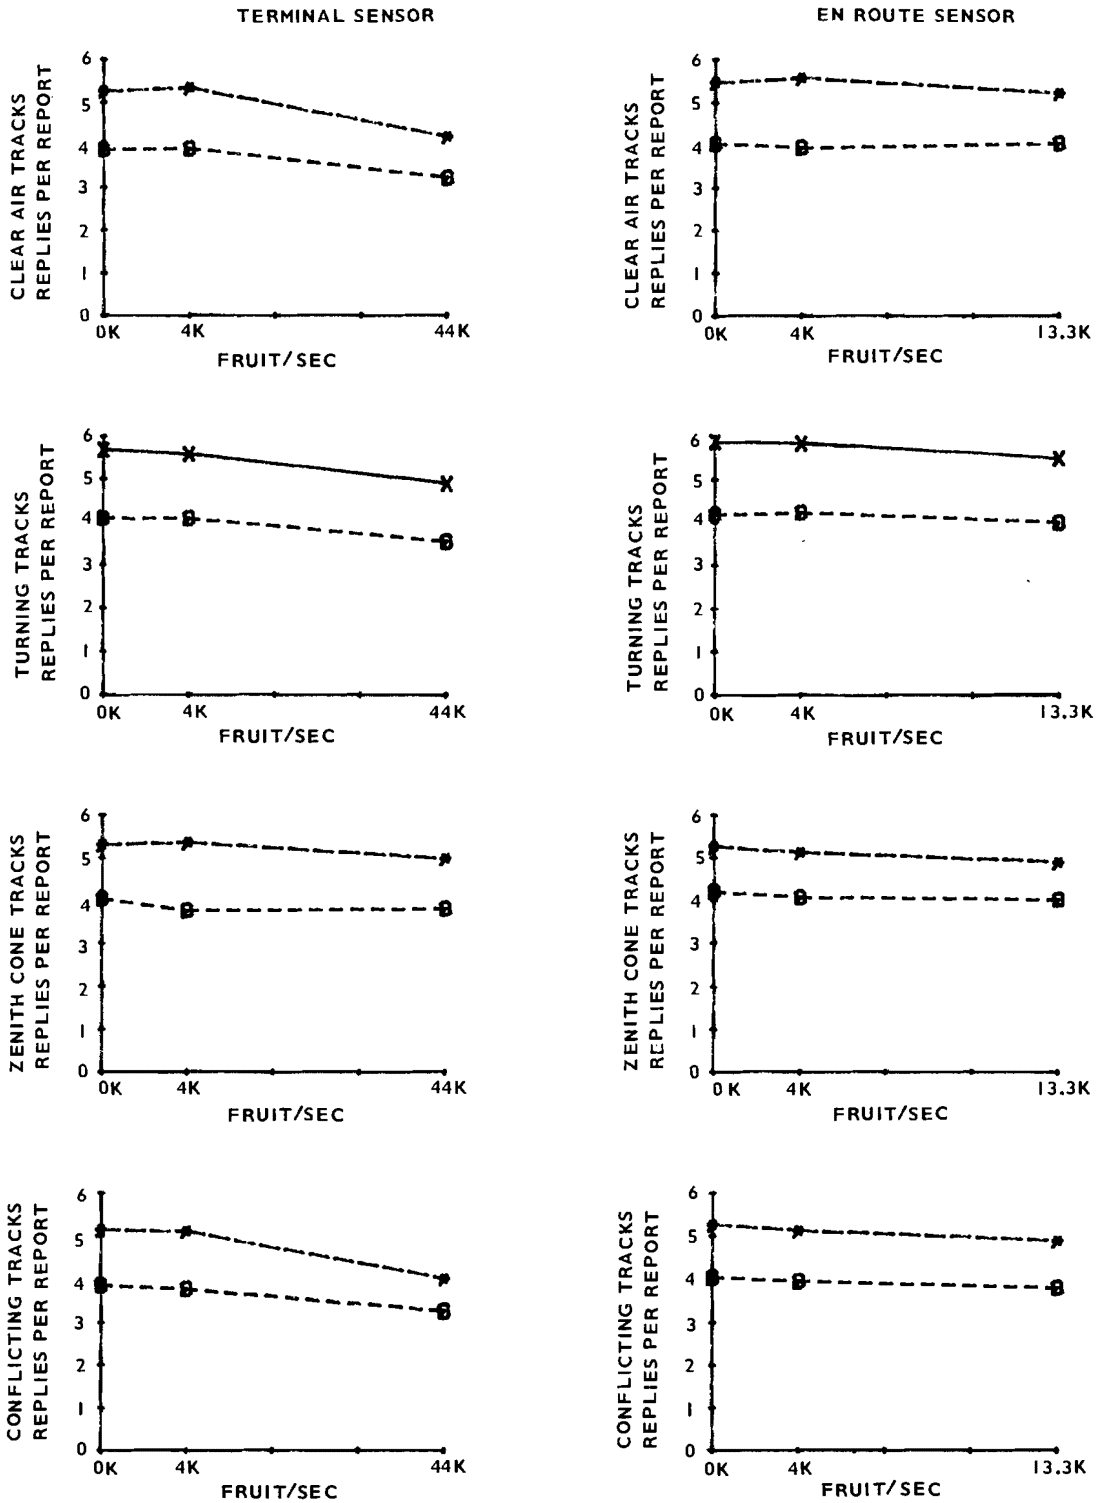 TERMINAL SENSOR
EN ROUTE SENSOR
CLEAR AIR TRACKS
REPLIES PER REPORT
6
5
4
3
2
1
0
0K 4K 44K
FRUIT/SEC
CLEAR AIR TRACKS
REPLIES PER REPORT
6
5
4
3
2
1
0
0K 4K 13.3K
FRUIT/SEC
TURNING TRACKS
REPLIES PER REPORT
6
5
4
3
2
1
0
0K 4K 44K
FRUIT/SEC
TURNING TRACKS
REPLIES PER REPORT
6
5
4
3
2
1
0
0K 4K 13.3K
FRUIT/SEC
ZENITH CONE TRACKS
REPLIES PER REPORT
6
5
4
3
2
1
0
0K 4K 44K
FRUIT/SEC
ZENITH CONE TRACKS
REPLIES PER REPORT
6
5
4
3
2
1
0
0K 4K 13.3K
FRUIT/SEC
CONFLICTING TRACKS
REPLIES PER REPORT
6
5
4
3
2
1
0
0K 4K 44K
FRUIT/SEC
CONFLICTING TRACKS
REPLIES PER REPORT
6
5
4
3
2
1
0
0K 4K 13.3K
FRUIT/SEC